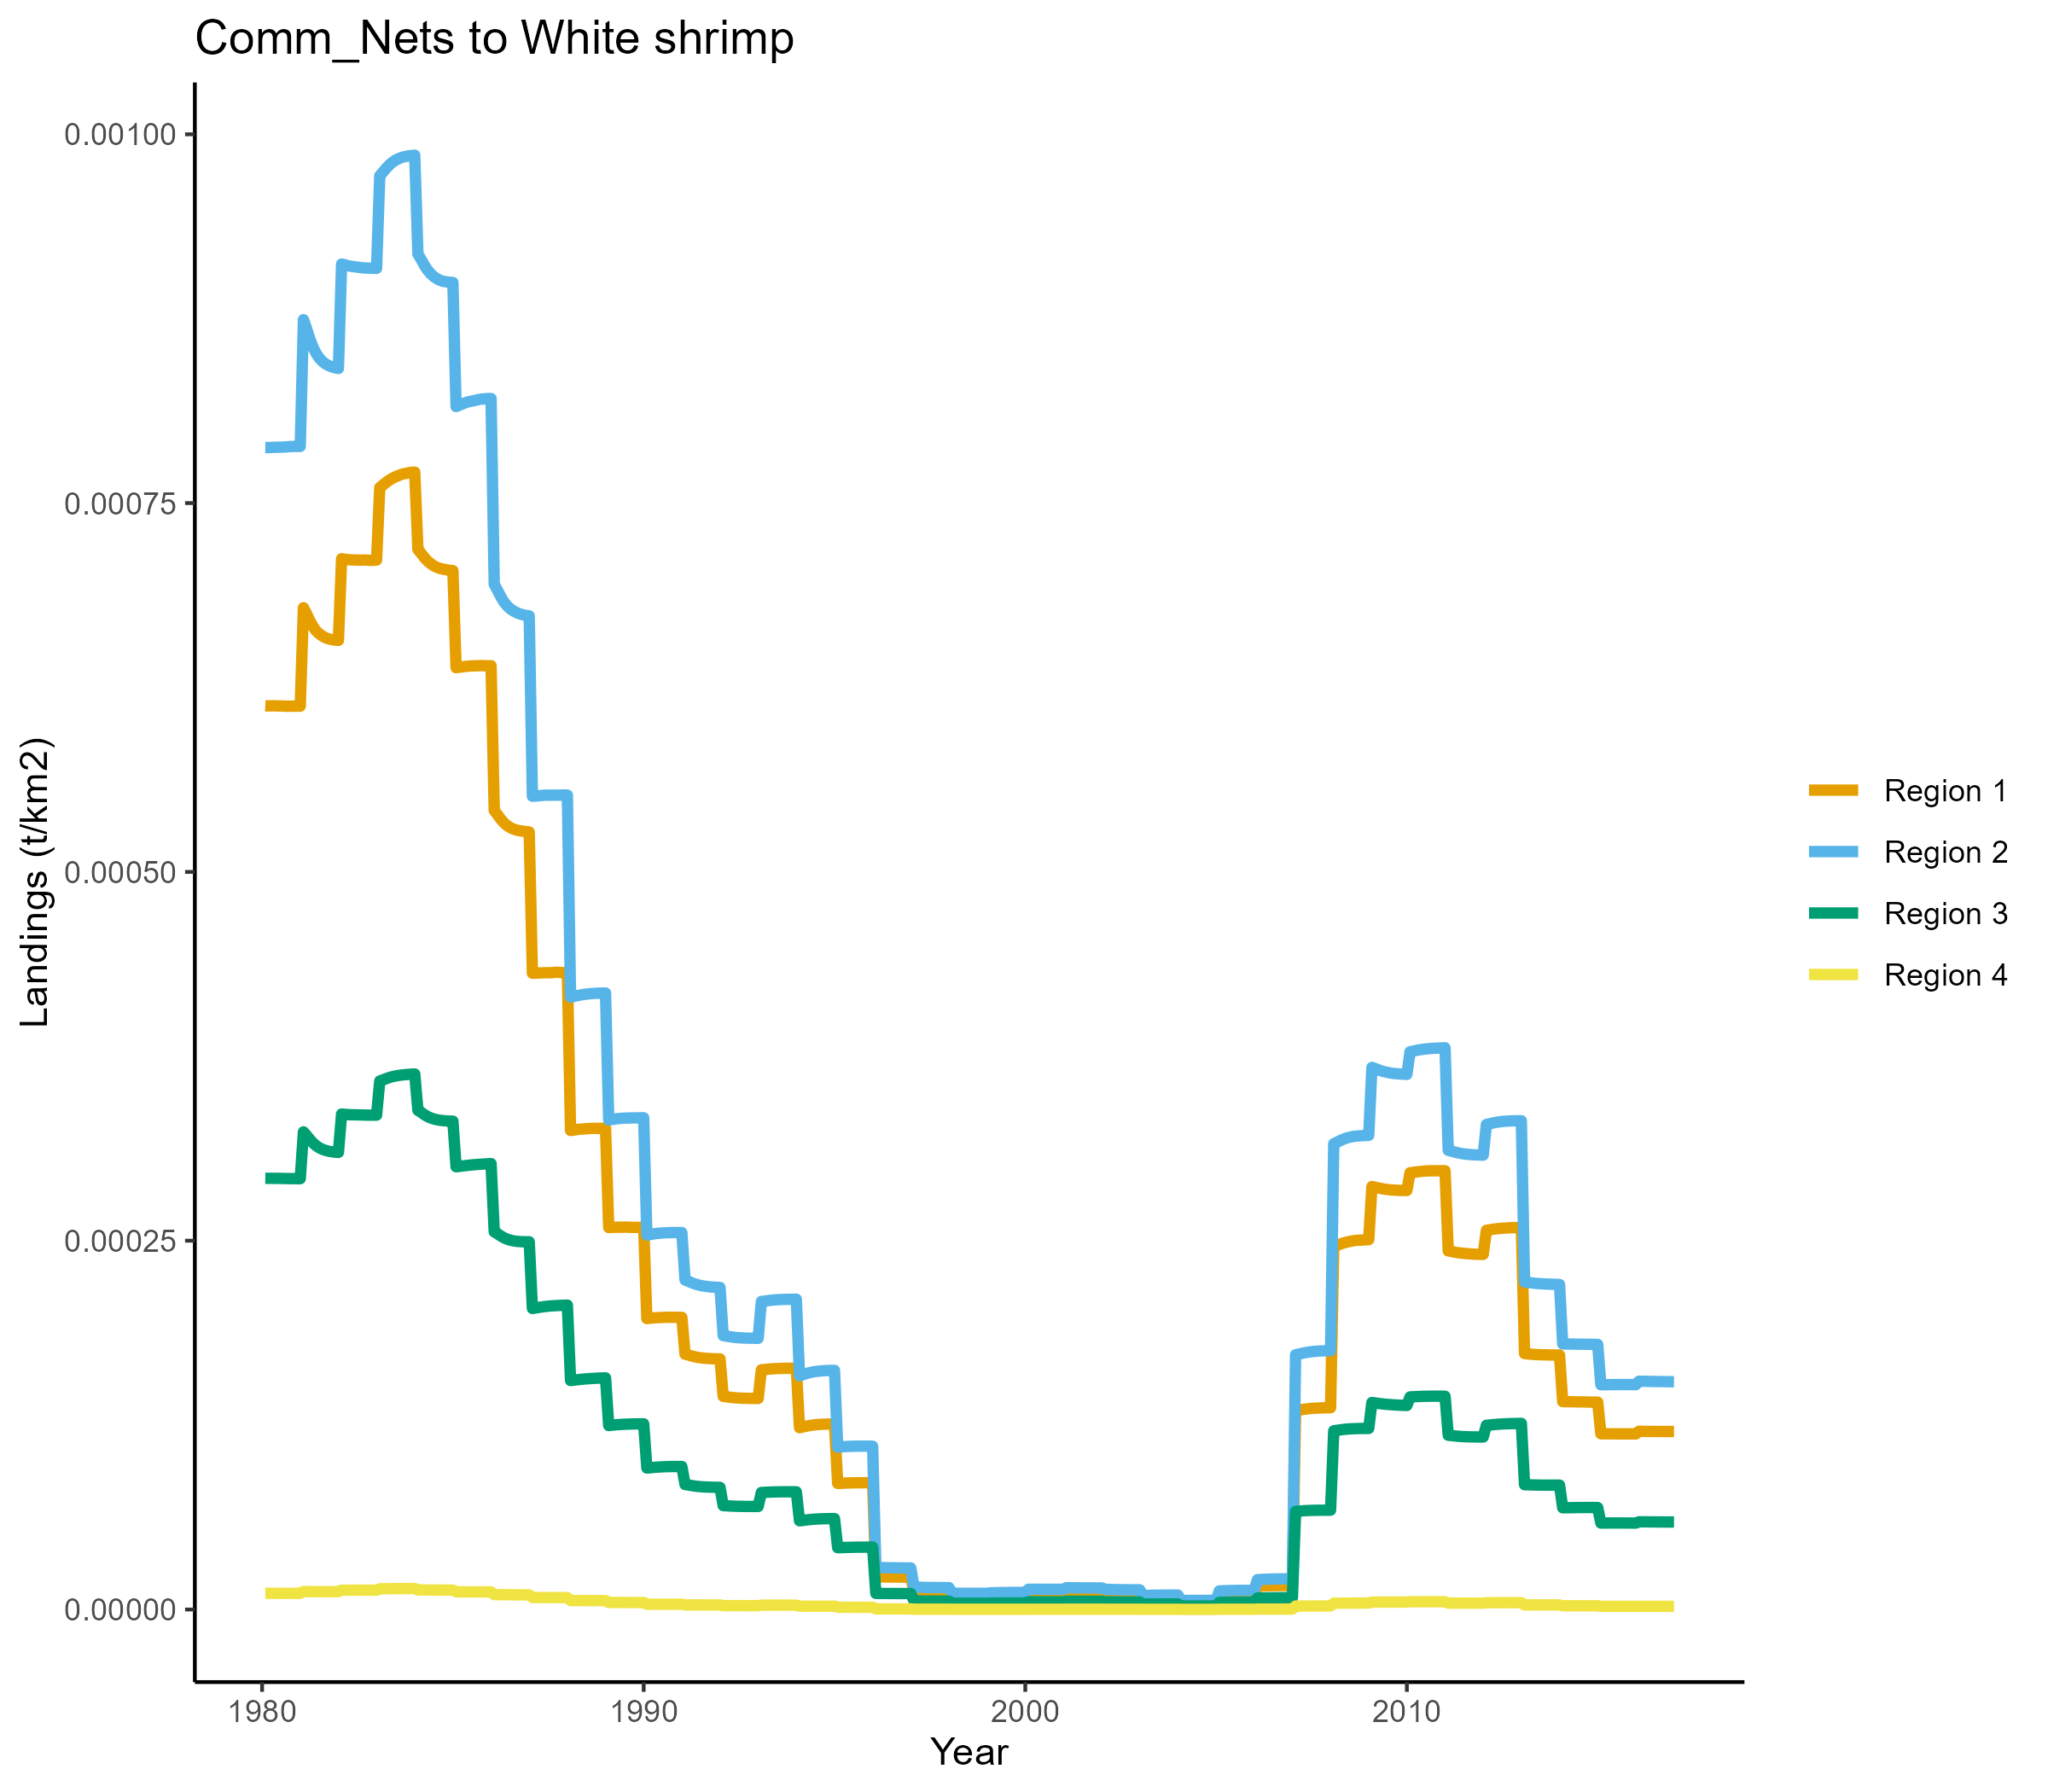 Comm_Nets to White shrimp
Landings (t/km2)
0.00100
0.00075
0.00050
0.00025
0.00000
1980
1990
2000
2010
Year
Region 1
Region 2
Region 3
Region 4